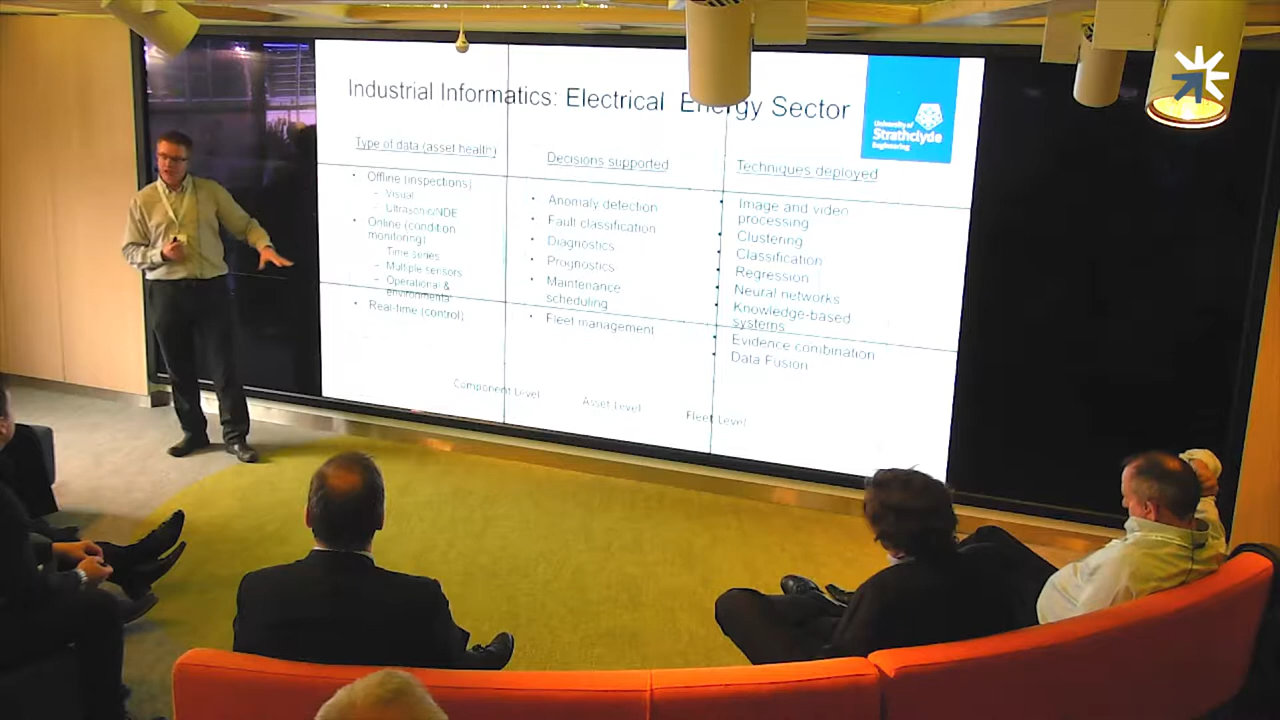 Industrial Informatics: Electrical Energy Sector
University of
Strathclyde
Engineering
Type of data (asset health)
• Offline (inspections)
– Visual
– Ultrasonic/NDE
• Online (condition
monitoring)
Time series
– Multiple sensors
– Operational &
environmental
• Real-time (control)
Decisions supported
• Anomaly detection
• Fault classification
• Diagnostics
• Prognostics
• Maintenance
scheduling
• Fleet management
Techniques deployed
• Image and video
processing
• Clustering
• Classification
• Regression
• Neural networks
• Knowledge-based
systems
• Evidence combination
• Data Fusion
Component Level
Asset Level
Fleet Level